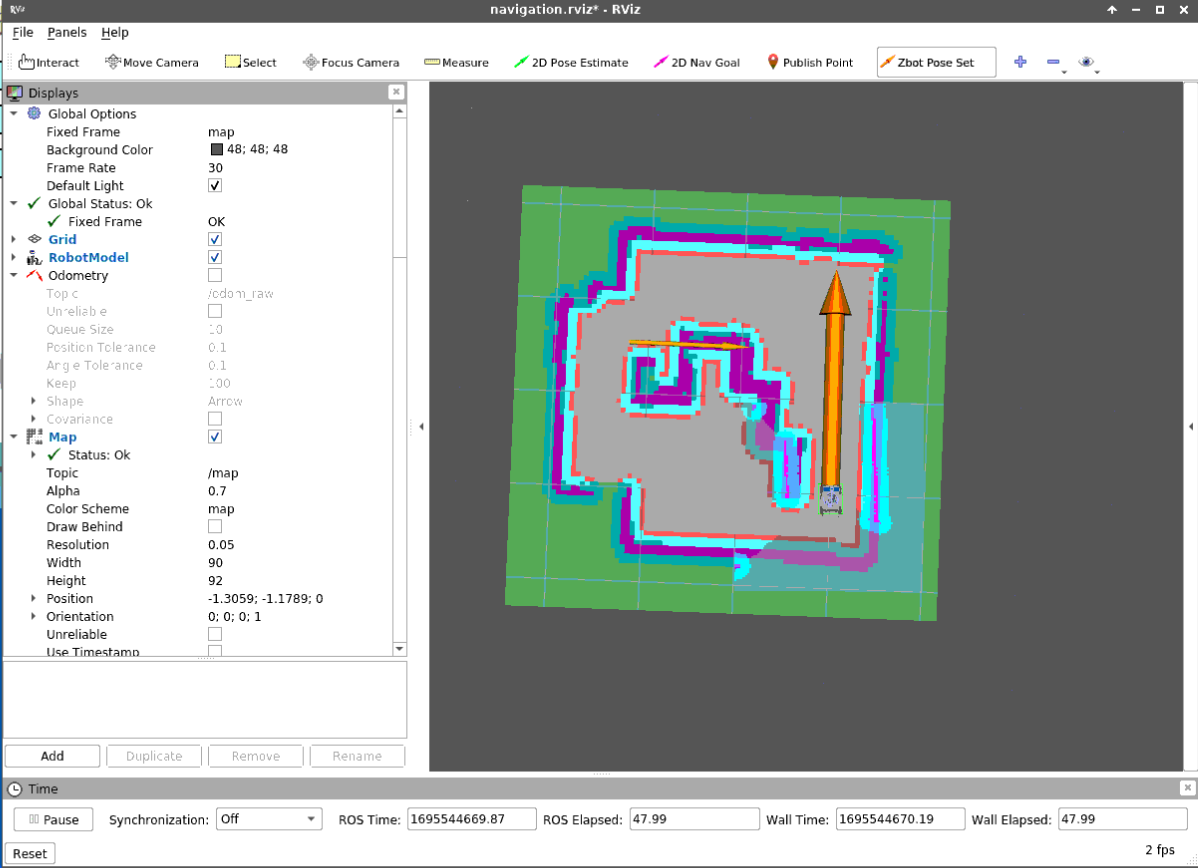 RViz
navigation.rviz* - RViz
File Panels Help
Interact Move Camera Select Focus Camera Measure 2D Pose Estimate 2D Nav Goal Publish Point Zbot Pose Set
Displays
Global Options
Fixed Frame map
Background Color 48; 48; 48
Frame Rate 30
Default Light
Global Status: Ok
Fixed Frame OK
Grid
RobotModel
Odometry
Topic /odom_raw
Unreliable
Queue Size 10
Position Tolerance 0.1
Angle Tolerance 0.1
Keep 100
Shape Arrow
Covariance
Map
Status: Ok
Topic /map
Alpha 0.7
Color Scheme map
Draw Behind
Resolution 0.05
Width 90
Height 92
Position -1.3059; -1.1789; 0
Orientation 0; 0; 0; 1
Unreliable
Use Timestamp
Add Duplicate Remove Rename
Time
Pause Synchronization: Off ROS Time: 1695544669.87 ROS Elapsed: 47.99 Wall Time: 1695544670.19 Wall Elapsed: 47.99
Reset 2 fps